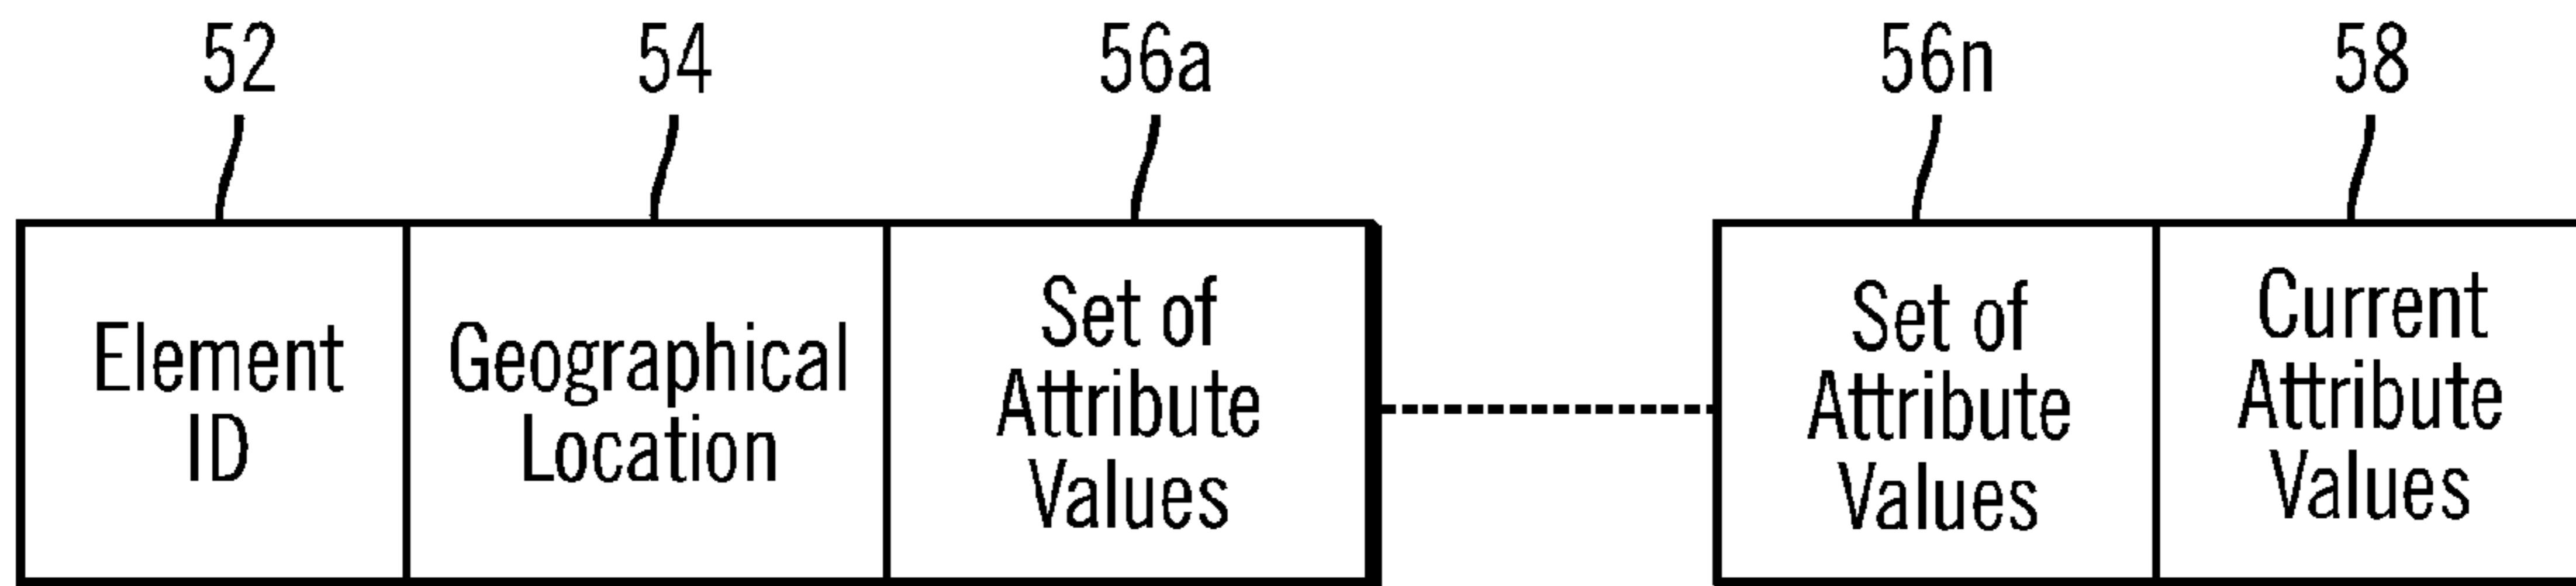 52
54
56a
56n
58
Element
ID
Geographical
Location
Set of
Attribute
Values
Set of
Attribute
Values
Current
Attribute
Values